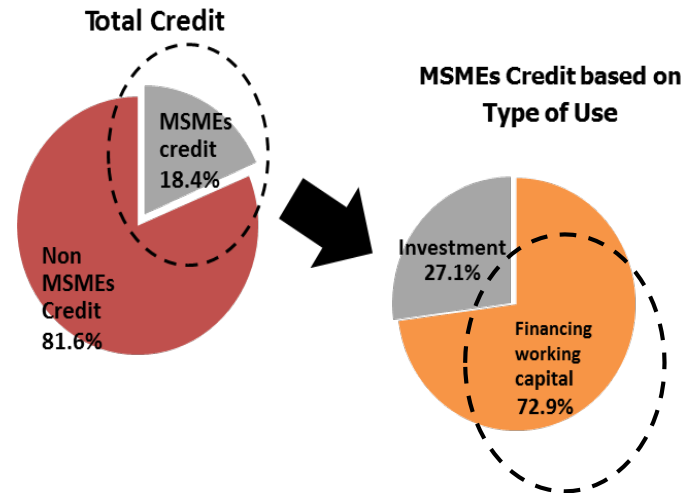 Total Credit
MSMEs
credit
18.4%
Non
MSMEs
Credit
81.6%
MSMEs Credit based on
Type of Use
Investment
27.1%
Financing
working
capital
72.9%